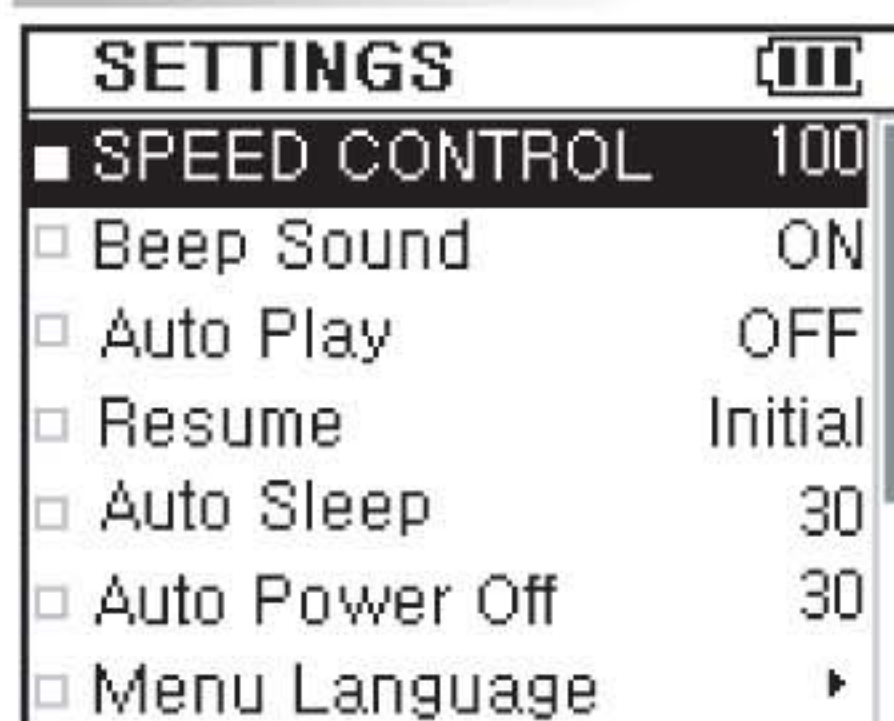 SETTINGS
SPEED CONTROL 100
Beep Sound ON
Auto Play OFF
Resume Initial
Auto Sleep 30
Auto Power Off 30
Menu Language